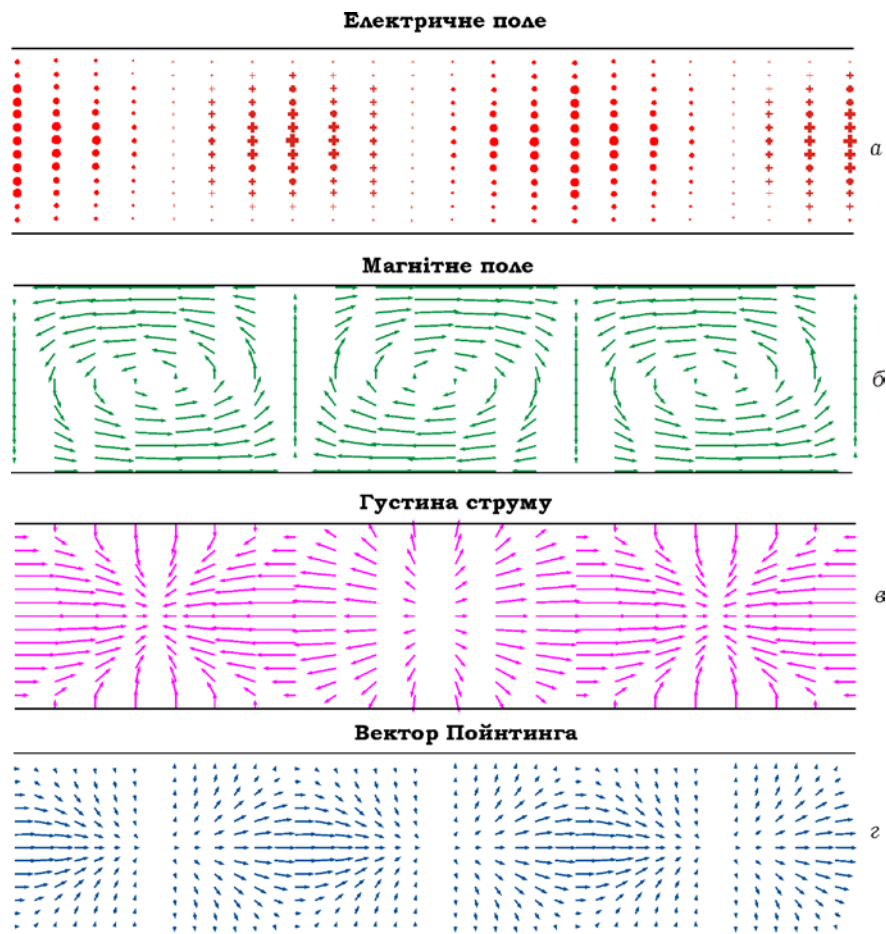 Електричне поле
а
Магнітне поле
б
Густина струму
в
Вектор Пойнтинга
г